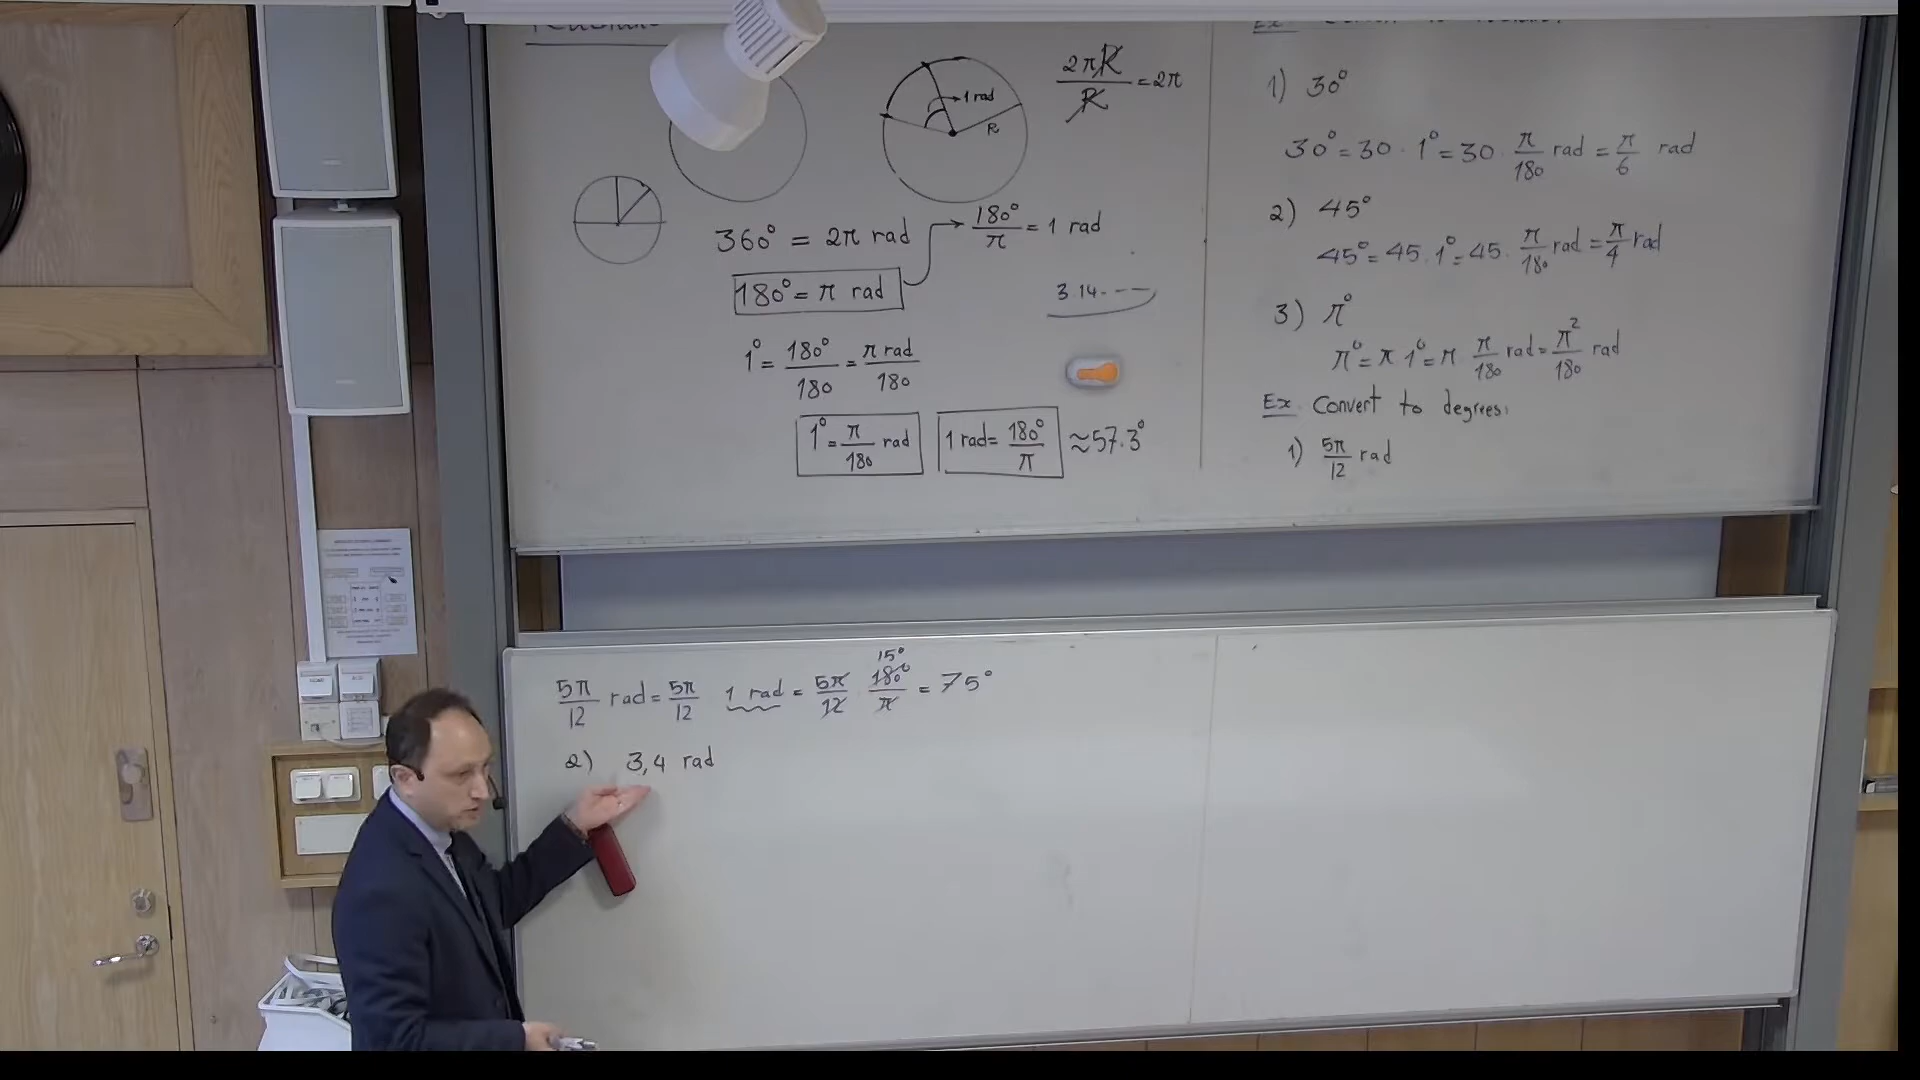 1 rad
R
2πR/R = 2π
360° = 2π rad
180°/π = 1 rad
180° = π rad
3.14---
1° = 180°/180 = π rad/180
1° = π/180 rad
1 rad = 180°/π ≈ 57.3°
1) 30°
30° = 30 · 1° = 30 · π/180 rad = π/6 rad
2) 45°
45° = 45 · 1° = 45 · π/180 rad = π/4 rad
3) π°
π° = π · 1° = π π/180 rad = π²/180 rad
Ex. Convert to degrees:
1) 5π/12 rad
5π/12 rad = 5π/12 1 rad = 5π/12 · 180°/π = 75°
15°
2) 3,4 rad